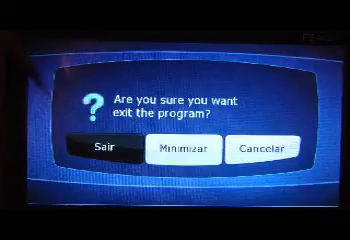 Are you sure you want
exit the program?
Sair
Minimizar
Cancelar